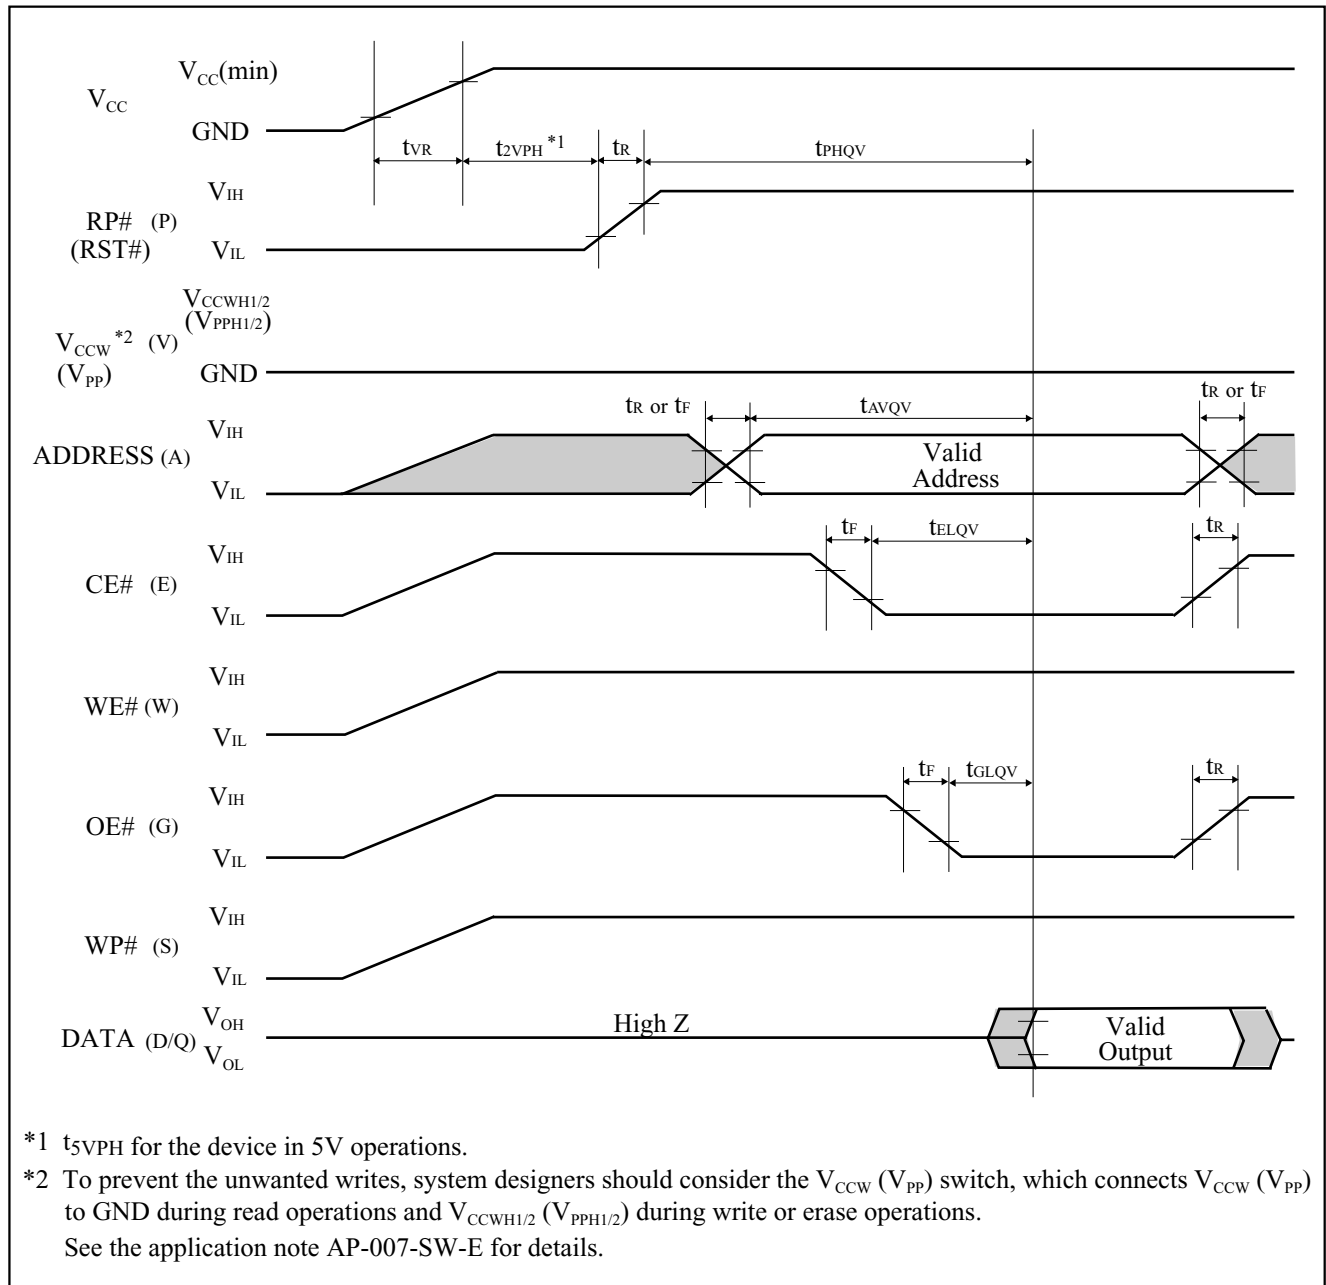 VCC(min)
VCC
GND
tVR
t2VPH *1
tR
tPHQV
VIH
RP# (P)
(RST#)
VIL
VCCWH1/2
(VPPH1/2)
VCCW *2 (V)
(VPP)
GND
tR or tF
tAVQV
tR or tF
VIH
ADDRESS (A)
Valid
Address
VIL
tF
tELQV
tR
VIH
CE# (E)
VIL
VIH
WE# (W)
VIL
tF
tGLQV
tR
VIH
OE# (G)
VIL
VIH
WP# (S)
VIL
VOH
High Z
DATA (D/Q)
Valid
Output
VOL
*1 t5VPH for the device in 5V operations.
*2 To prevent the unwanted writes, system designers should consider the VCCW (VPP) switch, which connects VCCW (VPP)
to GND during read operations and VCCWH1/2 (VPPH1/2) during write or erase operations.
See the application note AP-007-SW-E for details.